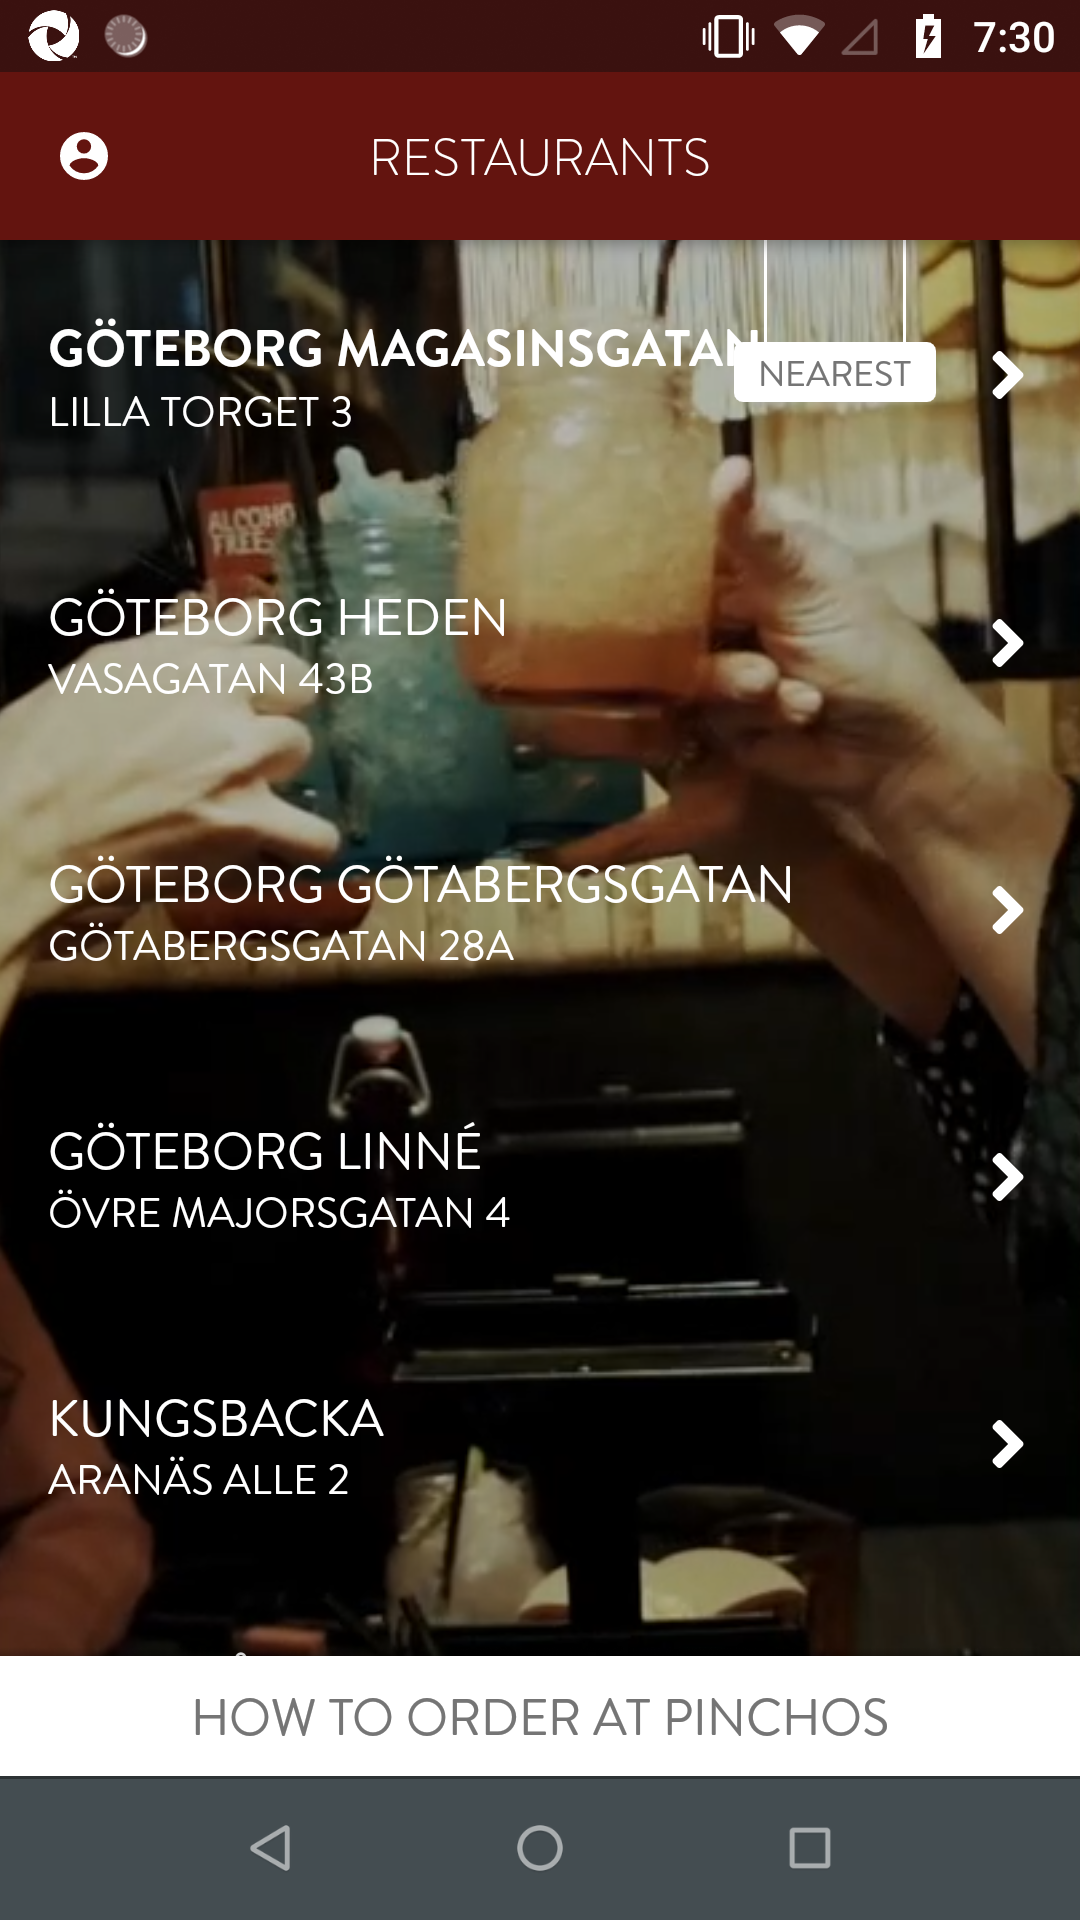 7:30
RESTAURANTS
GÖTEBORG MAGASINSGATAN
NEAREST
LILLA TORGET 3
ALCOHO
FREE
GÖTEBORG HEDEN
VASAGATAN 43B
GÖTEBORG GÖTABERGSGATAN
GÖTABERGSGATAN 28A
GÖTEBORG LINNÉ
ÖVRE MAJORSGATAN 4
KUNGSBACKA
ARANÄS ALLE 2
HOW TO ORDER AT PINCHOS